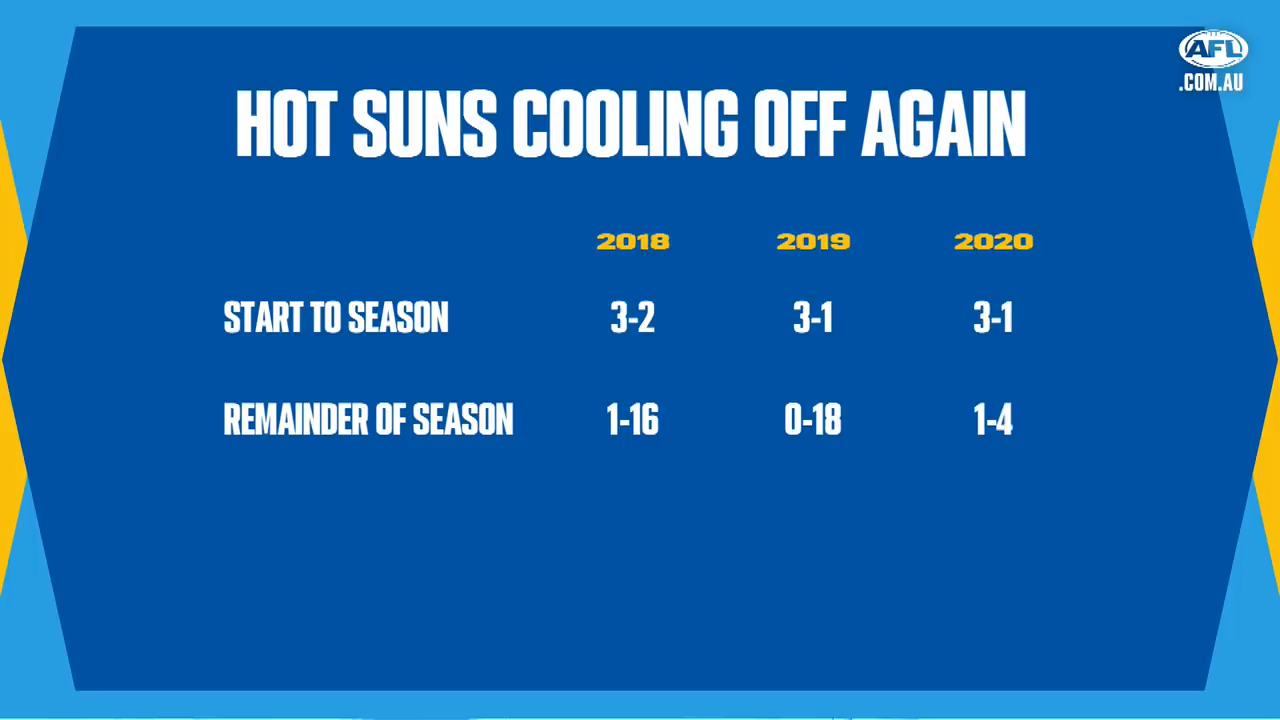 AFL
.COM.AU
HOT SUNS COOLING OFF AGAIN
2018 2019 2020
START TO SEASON 3-2 3-1 3-1
REMAINDER OF SEASON 1-16 0-18 1-4